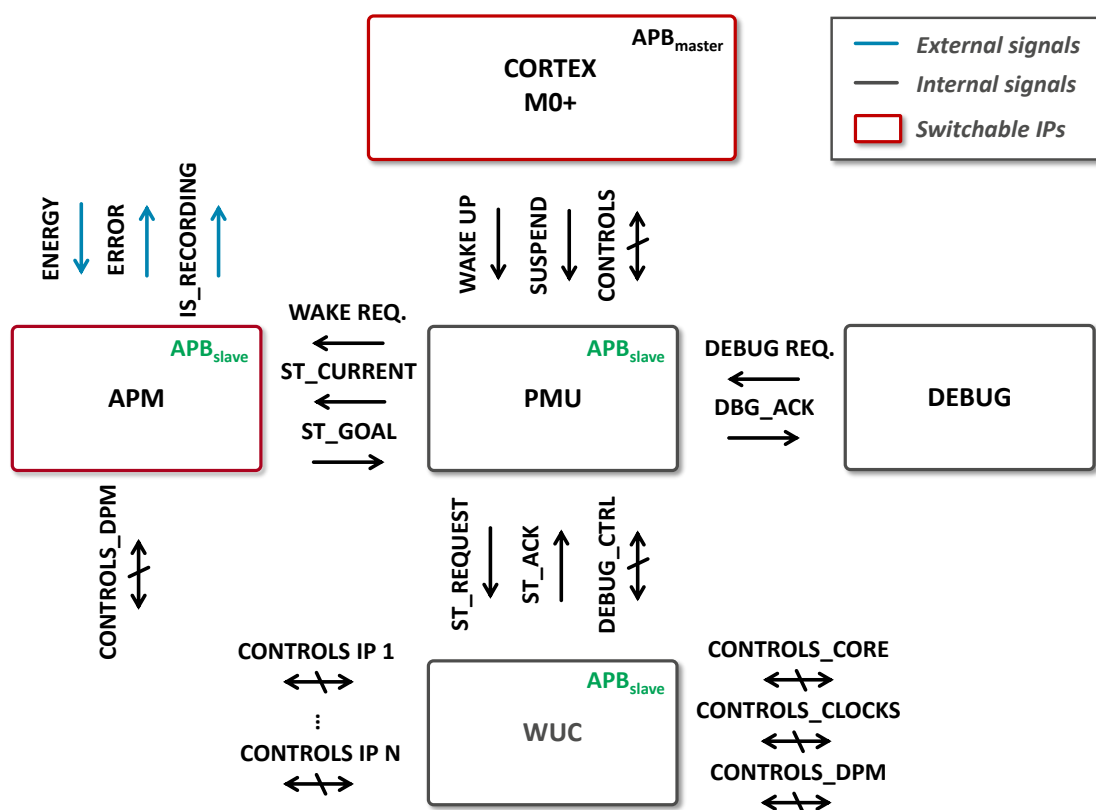 APBmaster
CORTEX
M0+
External signals
Internal signals
Switchable IPs
ENERGY
ERROR
IS_RECORDING
WAKE UP
SUSPEND
CONTROLS
APBslave
APM
WAKE REQ.
ST_CURRENT
ST_GOAL
APBslave
PMU
DEBUG REQ.
DBG_ACK
DEBUG
CONTROLS_DPM
ST_REQUEST
ST_ACK
DEBUG_CTRL
CONTROLS IP 1
...
CONTROLS IP N
APBslave
WUC
CONTROLS_CORE
CONTROLS_CLOCKS
CONTROLS_DPM